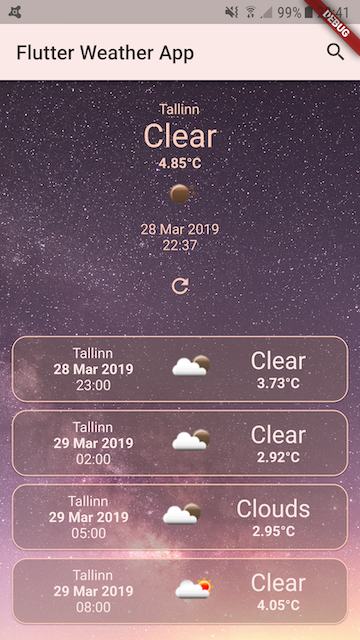 99%
:41
DEBUG
Flutter Weather App
Tallinn
Clear
4.85°C
28 Mar 2019
22:37
Tallinn
28 Mar 2019
23:00
Clear
3.73°C
Tallinn
29 Mar 2019
02:00
Clear
2.92°C
Tallinn
29 Mar 2019
05:00
Clouds
2.95°C
Tallinn
29 Mar 2019
08:00
Clear
4.05°C